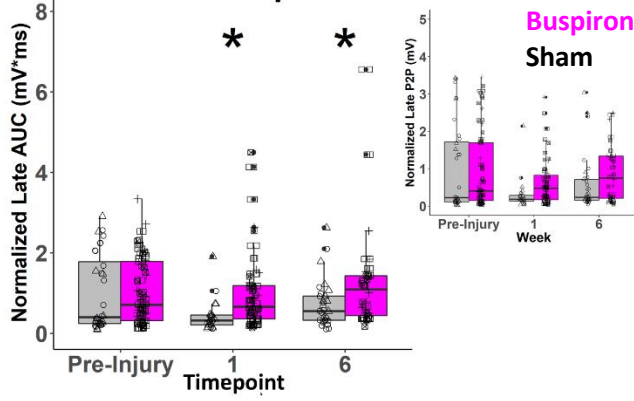 Normalized Late AUC (mV*ms)
8
6
4
2
0
* *
Pre-Injury 1 6
Timepoint
Buspiron
Sham
Normalized Late P2P (mV)
5
4
3
2
1
0
Pre-Injury 1 6
Week